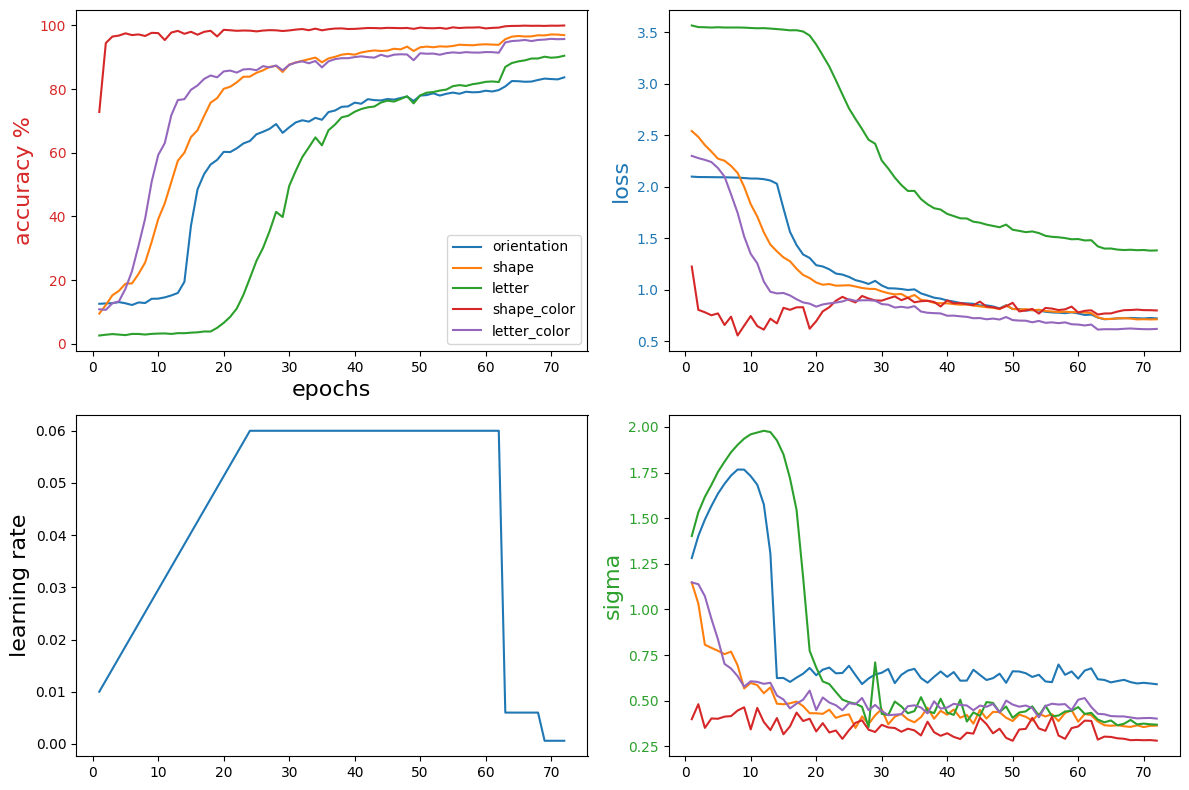 100
80
60
40
20
0
accuracy %
0 10 20 30 40 50 60 70
epochs
orientation
shape
letter
shape_color
letter_color
3.5
3.0
2.5
2.0
1.5
1.0
0.5
loss
0 10 20 30 40 50 60 70
0.06
0.05
0.04
0.03
0.02
0.01
0.00
learning rate
0 10 20 30 40 50 60 70
2.00
1.75
1.50
1.25
1.00
0.75
0.50
0.25
sigma
0 10 20 30 40 50 60 70